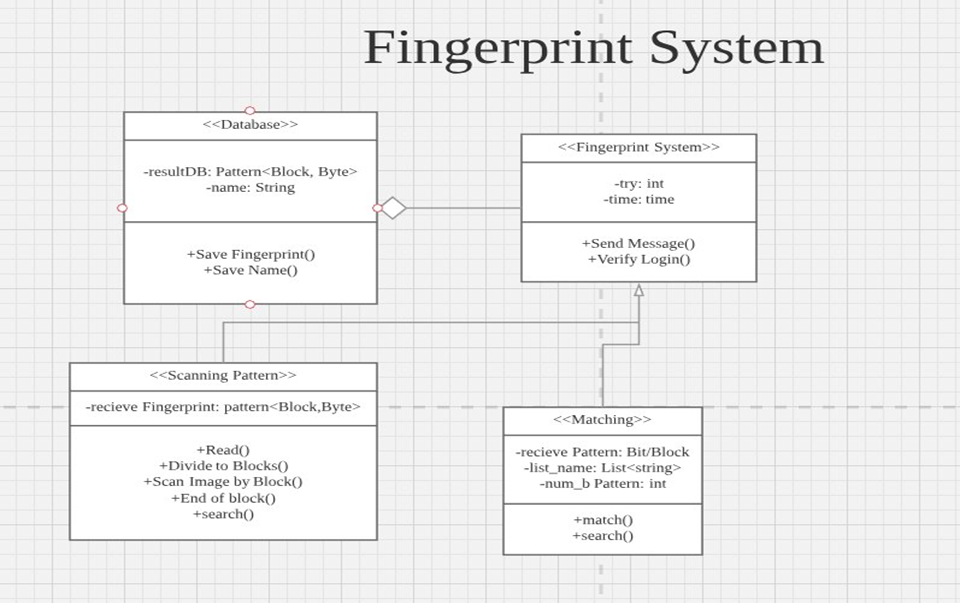 Fingerprint System
<<Database>>
-resultDB: Pattern<Block, Byte>
-name: String
+Save Fingerprint()
+Save Name()
<<Fingerprint System>>
-try: int
-time: time
+Send Message()
+Verify Login()
<<Scanning Pattern>>
-recieve Fingerprint: pattern<Block,Byte>
+Read()
+Divide to Blocks()
+Scan Image by Block()
+End of block()
+search()
<<Matching>>
-recieve Pattern: Bit/Block
-list_name: List<string>
-num_b Pattern: int
+match()
+search()